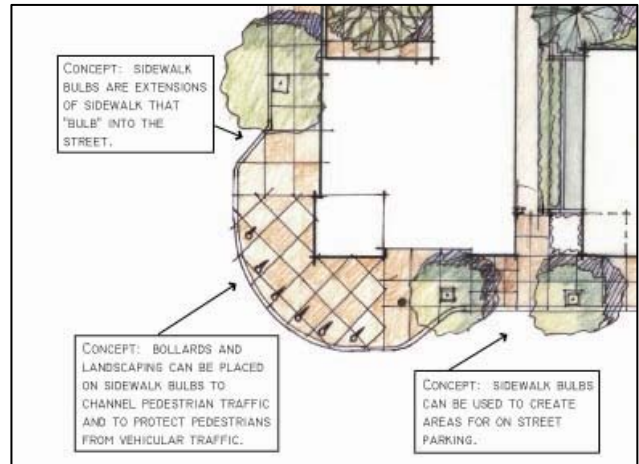 CONCEPT: SIDEWALK
BULBS ARE EXTENSIONS
OF SIDEWALK THAT
"BULB" INTO THE
STREET.
CONCEPT: BOLLARDS AND
LANDSCAPING CAN BE PLACED
ON SIDEWALK BULBS TO
CHANNEL PEDESTRIAN TRAFFIC
AND TO PROTECT PEDESTRIANS
FROM VEHICULAR TRAFFIC.
CONCEPT: SIDEWALK BULBS
CAN BE USED TO CREATE
AREAS FOR ON STREET
PARKING.